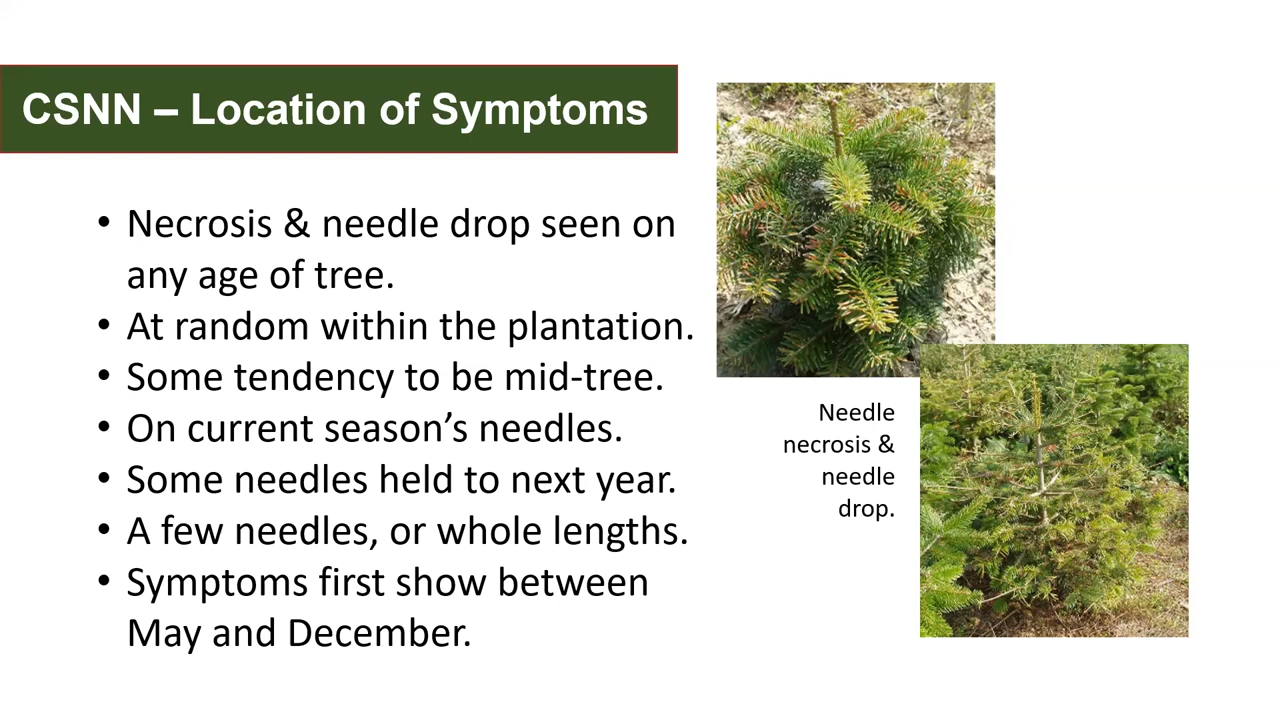 CSNN – Location of Symptoms
• Necrosis & needle drop seen on
any age of tree.
• At random within the plantation.
• Some tendency to be mid-tree.
• On current season’s needles.
• Some needles held to next year.
• A few needles, or whole lengths.
• Symptoms first show between
May and December.
Needle
necrosis &
needle
drop.